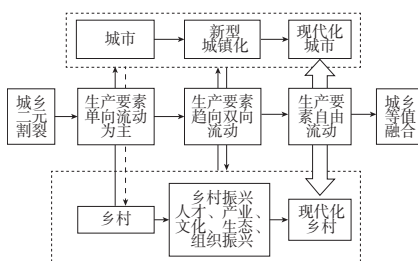 城市
新型
城镇化
现代化
城市
城乡
二元
割裂
生产要素
单向流动
为主
生产要素
趋向双向
流动
生产要
素自由
流动
城乡
等值
融合
乡村
乡村振兴
人才、产业、
文化、生态、
组织振兴
现代化
乡村